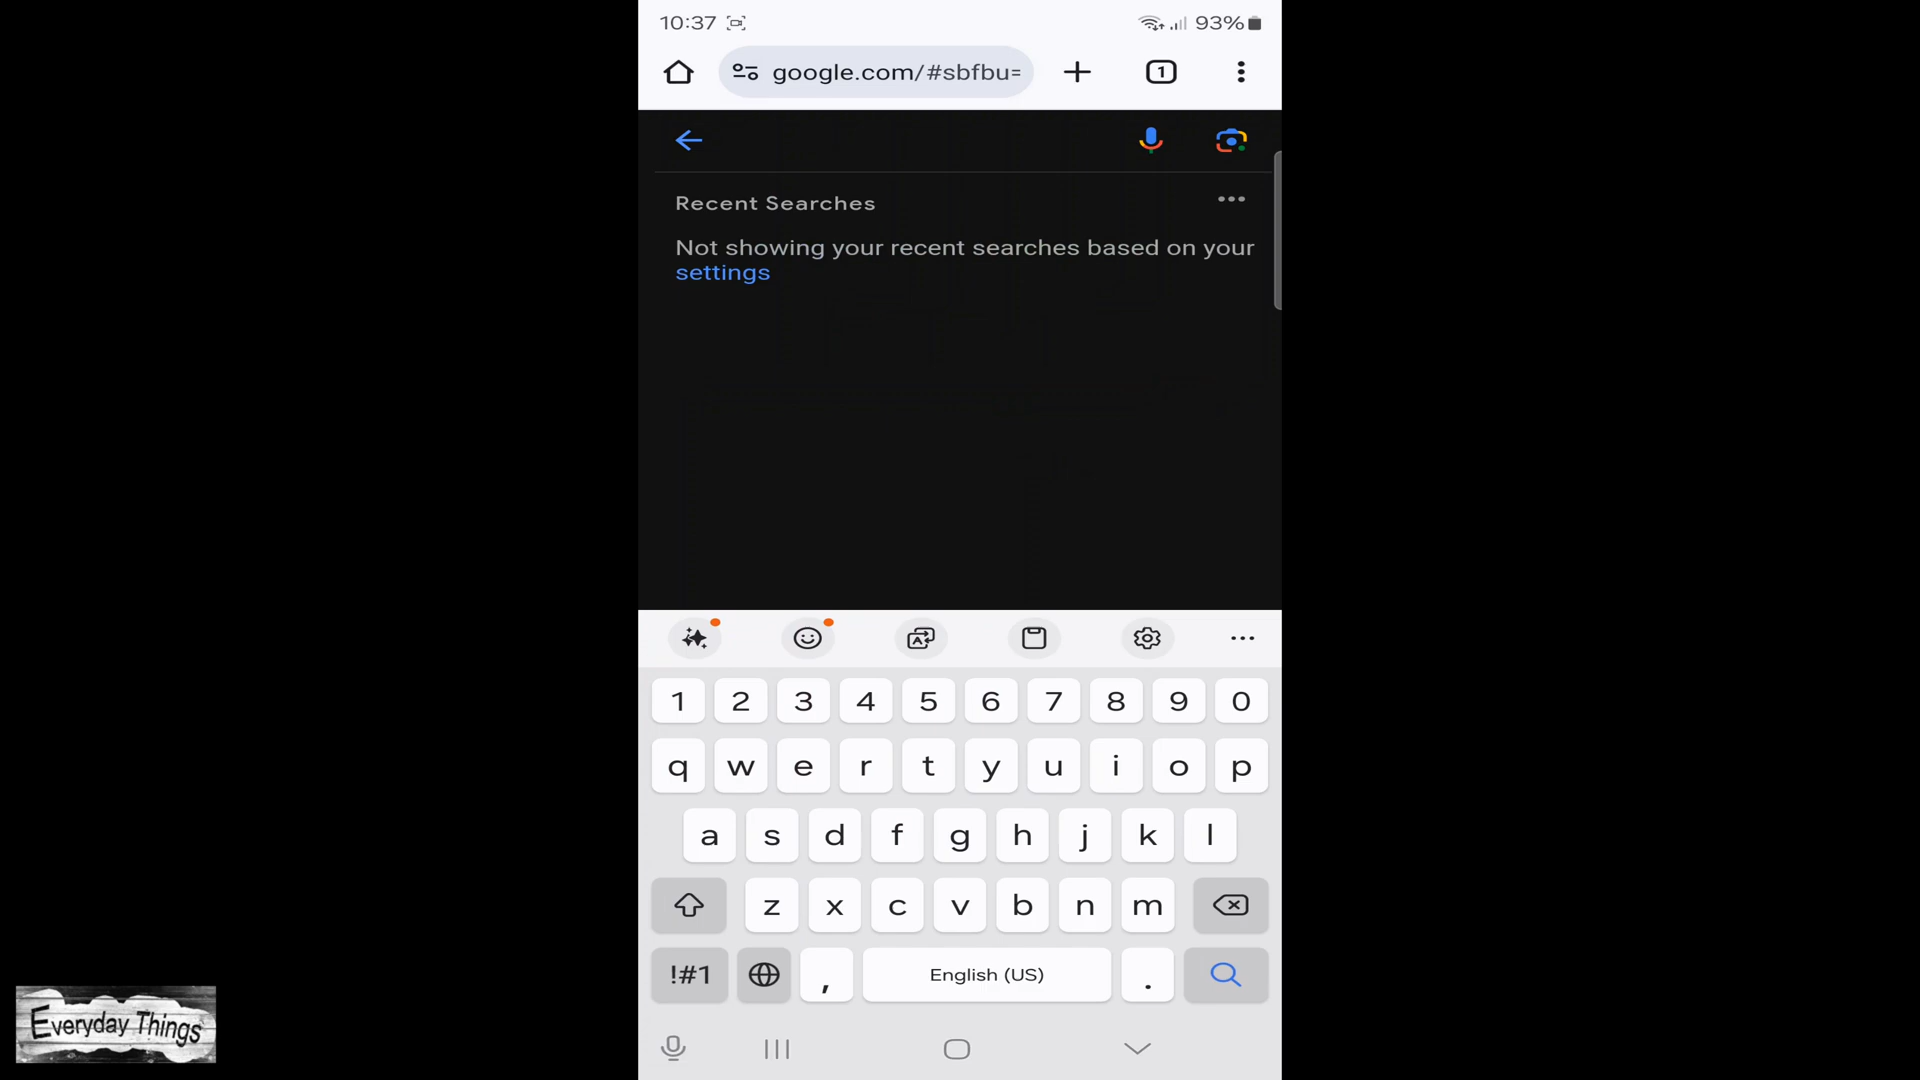 10:37 93%
google.com/#sbfbu=
1
Recent Searches
Not showing your recent searches based on your
settings
1 2 3 4 5 6 7 8 9 0
q w e r t y u i o p
a s d f g h j k l
z x c v b n m
!#1 , English (US) .
Everyday Things